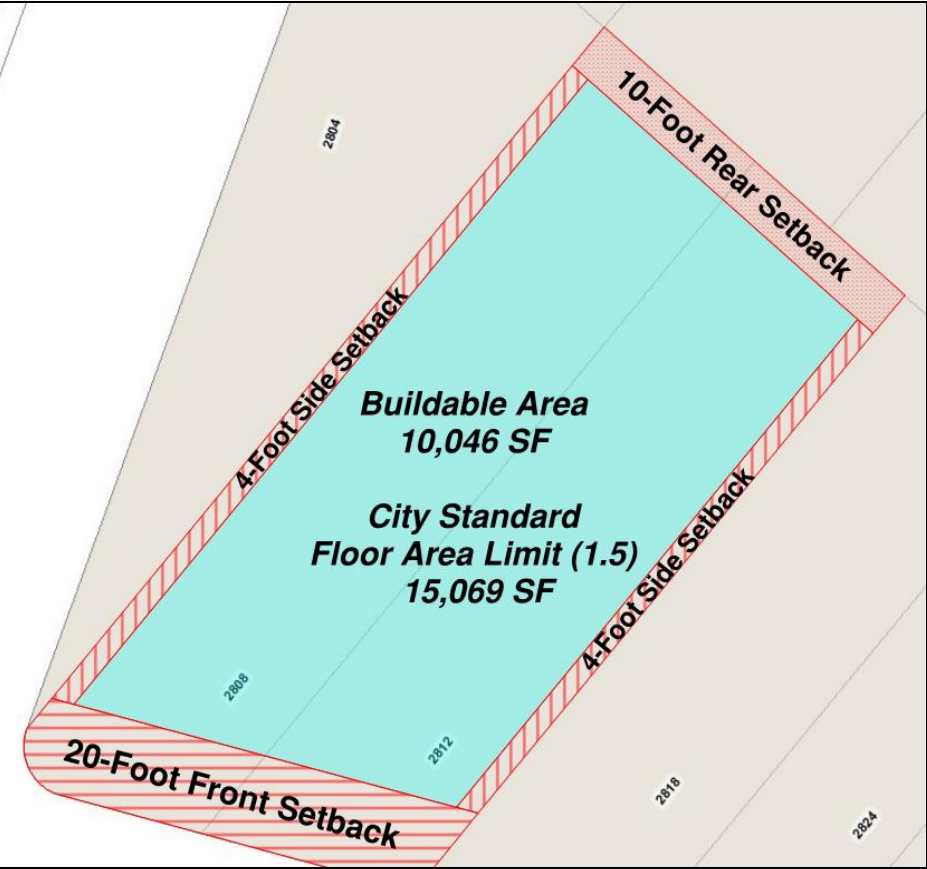 2804
10-Foot Rear Setback
4-Foot Side Setback
Buildable Area
10,046 SF
City Standard
Floor Area Limit (1.5)
15,069 SF
4-Foot Side Setback
2808
2812
20-Foot Front Setback
2818
2824